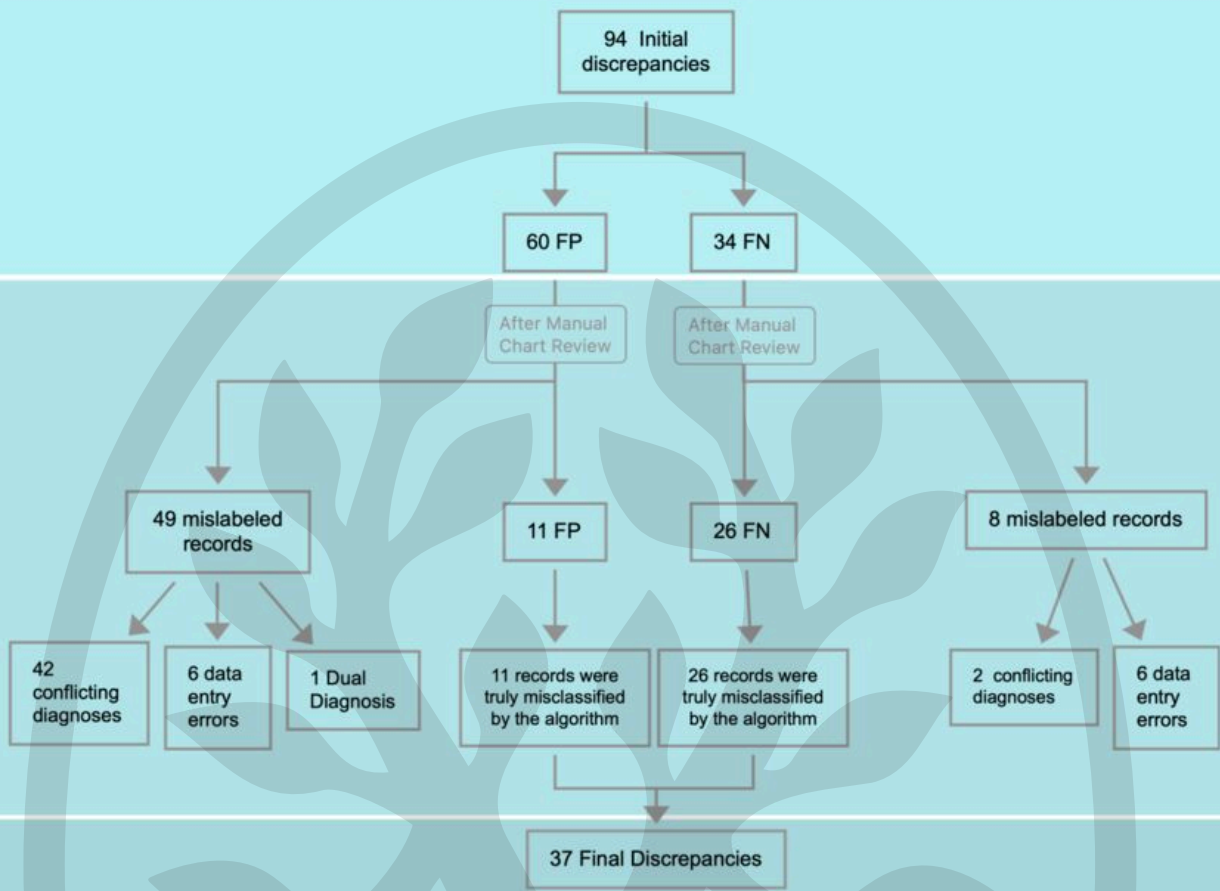 94 Initial
discrepancies
60 FP
34 FN
After Manual
Chart Review
After Manual
Chart Review
49 mislabeled
records
11 FP
26 FN
8 mislabeled records
42
conflicting
diagnoses
6 data
entry
errors
1 Dual
Diagnosis
11 records were
truly misclassified
by the algorithm
26 records were
truly misclassified
by the algorithm
2 conflicting
diagnoses
6 data
entry
errors
37 Final Discrepancies